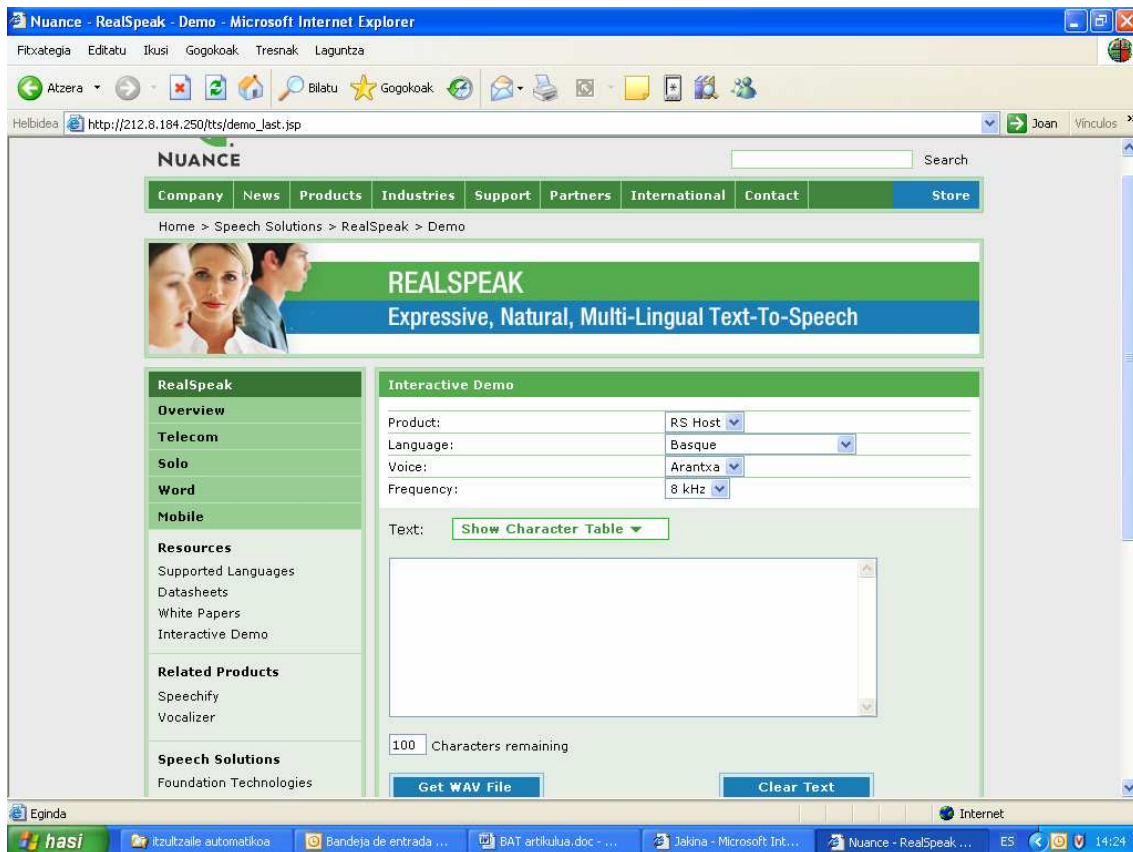 Nuance - RealSpeak - Demo - Microsoft Internet Explorer
Fitxategia Editatu Ikusi Gogokoak Tresnak Laguntza
Atzera Bilatu Gogokoak
Helbidea http://212.8.184.250/tts/demo_last.jsp Joan Vínculos »
NUANCE Search
Company News Products Industries Support Partners International Contact Store
Home > Speech Solutions > RealSpeak > Demo
REALSPEAK
Expressive, Natural, Multi-Lingual Text-To-Speech
RealSpeak
Overview
Telecom
Solo
Word
Mobile
Resources
Supported Languages
Datasheets
White Papers
Interactive Demo
Related Products
Speechify
Vocalizer
Speech Solutions
Foundation Technologies
Interactive Demo
Product: RS Host
Language: Basque
Voice: Arantxa
Frequency: 8 kHz
Text: Show Character Table
100 Characters remaining
Get WAV File Clear Text
Eginda Internet
hasi itzultzaile automatikoa Bandeja de entrada ... BAT artikulua.doc - ... Jakina - Microsoft Int... Nuance - RealSpeak ... ES 14:24